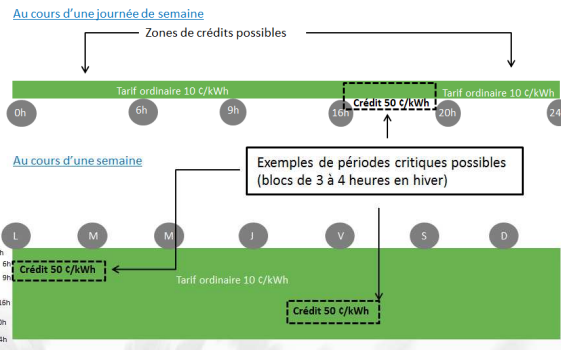 Au cours d'une journée de semaine
Zones de crédits possibles
Tarif ordinaire 10 ¢/kWh
Tarif ordinaire 10 ¢/kWh
Crédit 50 ¢/kWh
0h
6h
9h
16h
20h
24
Au cours d'une semaine
Exemples de périodes critiques possibles
(blocs de 3 à 4 heures en hiver)
L
M
M
J
V
S
D
h
6h
9h
16h
0h
4h
Crédit 50 ¢/kWh
Tarif ordinaire 10 ¢/kWh
Crédit 50 ¢/kWh